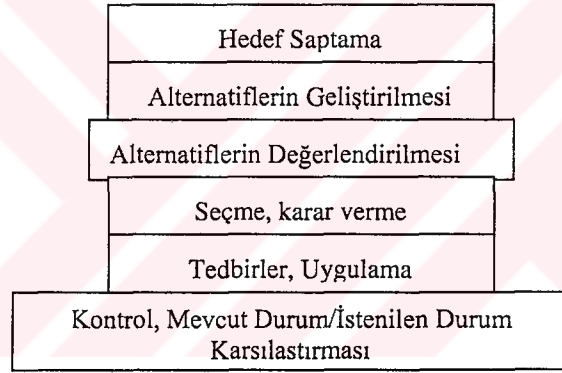 Hedef Saptama
Alternatiflerin Geliştirilmesi
Alternatiflerin Değerlendirilmesi
Seçme, karar verme
Tedbirler, Uygulama
Kontrol, Mevcut Durum/İstenilen Durum
Karsılastırması